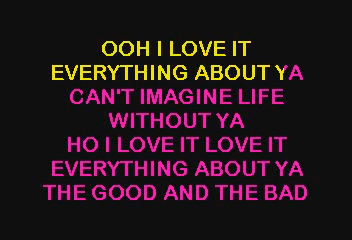 OOH I LOVE IT
EVERYTHING ABOUT YA
CAN'T IMAGINE LIFE
WITHOUT YA
HO I LOVE IT LOVE IT
EVERYTHING ABOUT YA
THE GOOD AND THE BAD